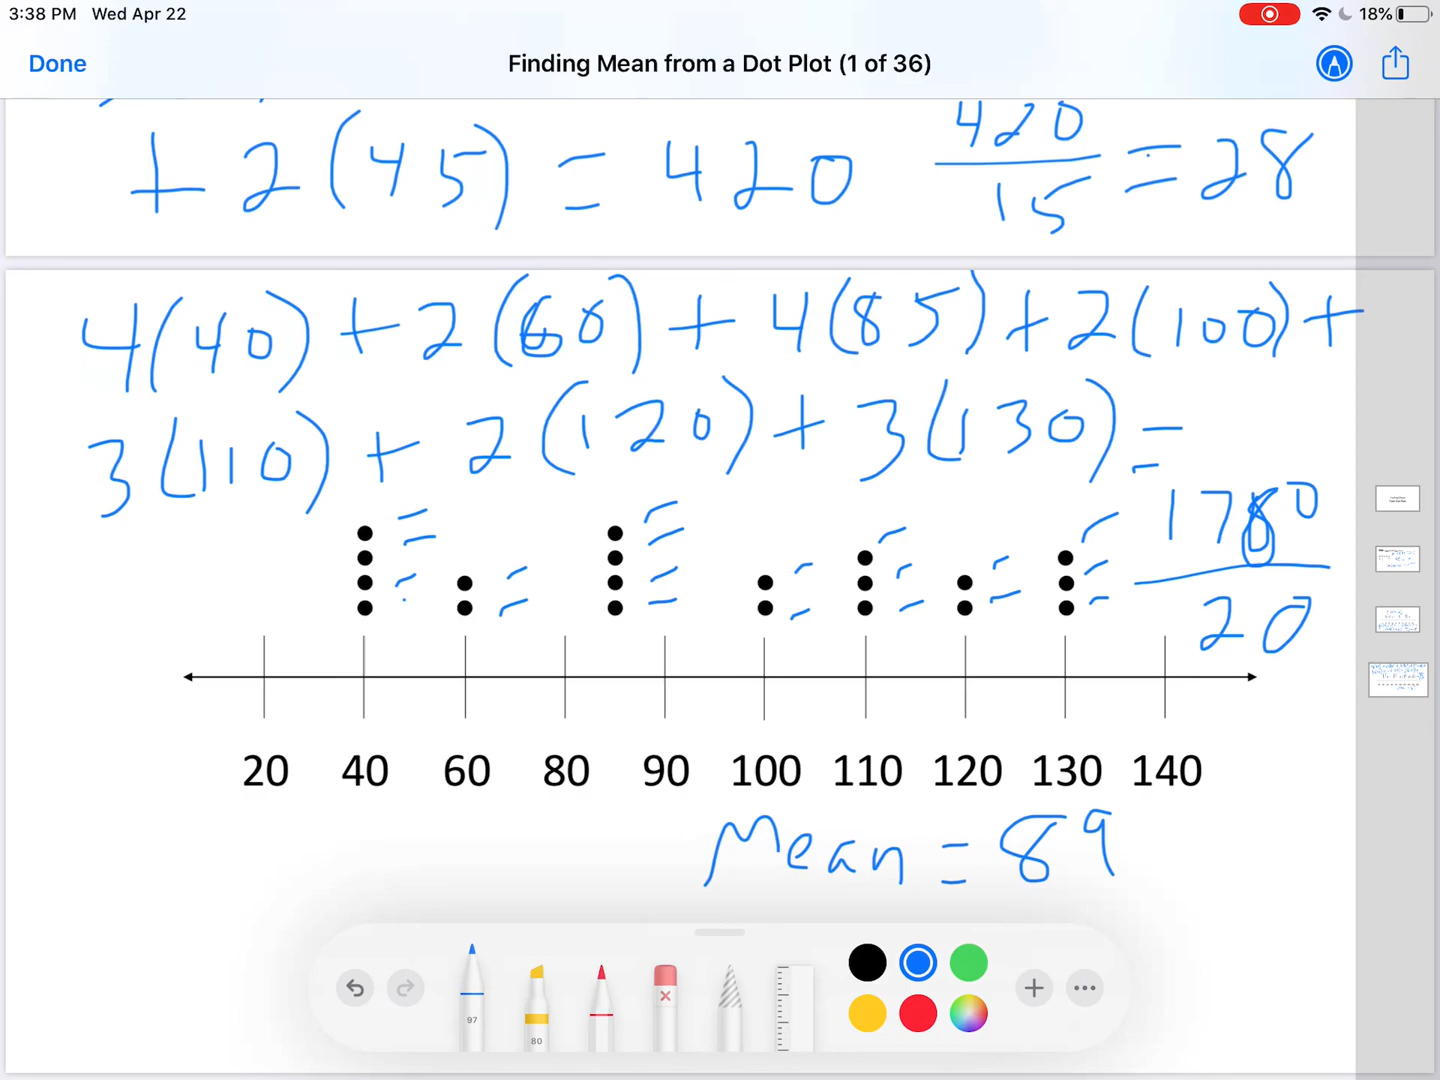 3:38 PM Wed Apr 22 18%
Done Finding Mean from a Dot Plot (1 of 36)
+ 2(45) = 420 420/15 = 28
4(40) + 2(60) + 4(85) + 2(100) +
3(110) + 2(120) + 3(130) =
1780
20
20 40 60 80 90 100 110 120 130 140
Mean = 89
97
80